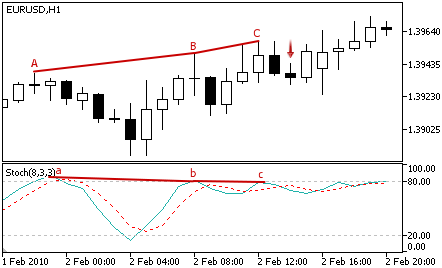 EURUSD,H1
A
B
C
1.39640
1.39435
1.39230
1.39025
Stoch(8,3,3)
a
b
c
100.00
80.00
20.00
0.00
1 Feb 2010
2 Feb 00:00
2 Feb 04:00
2 Feb 08:00
2 Feb 12:00
2 Feb 16:00
2 Feb 20:00